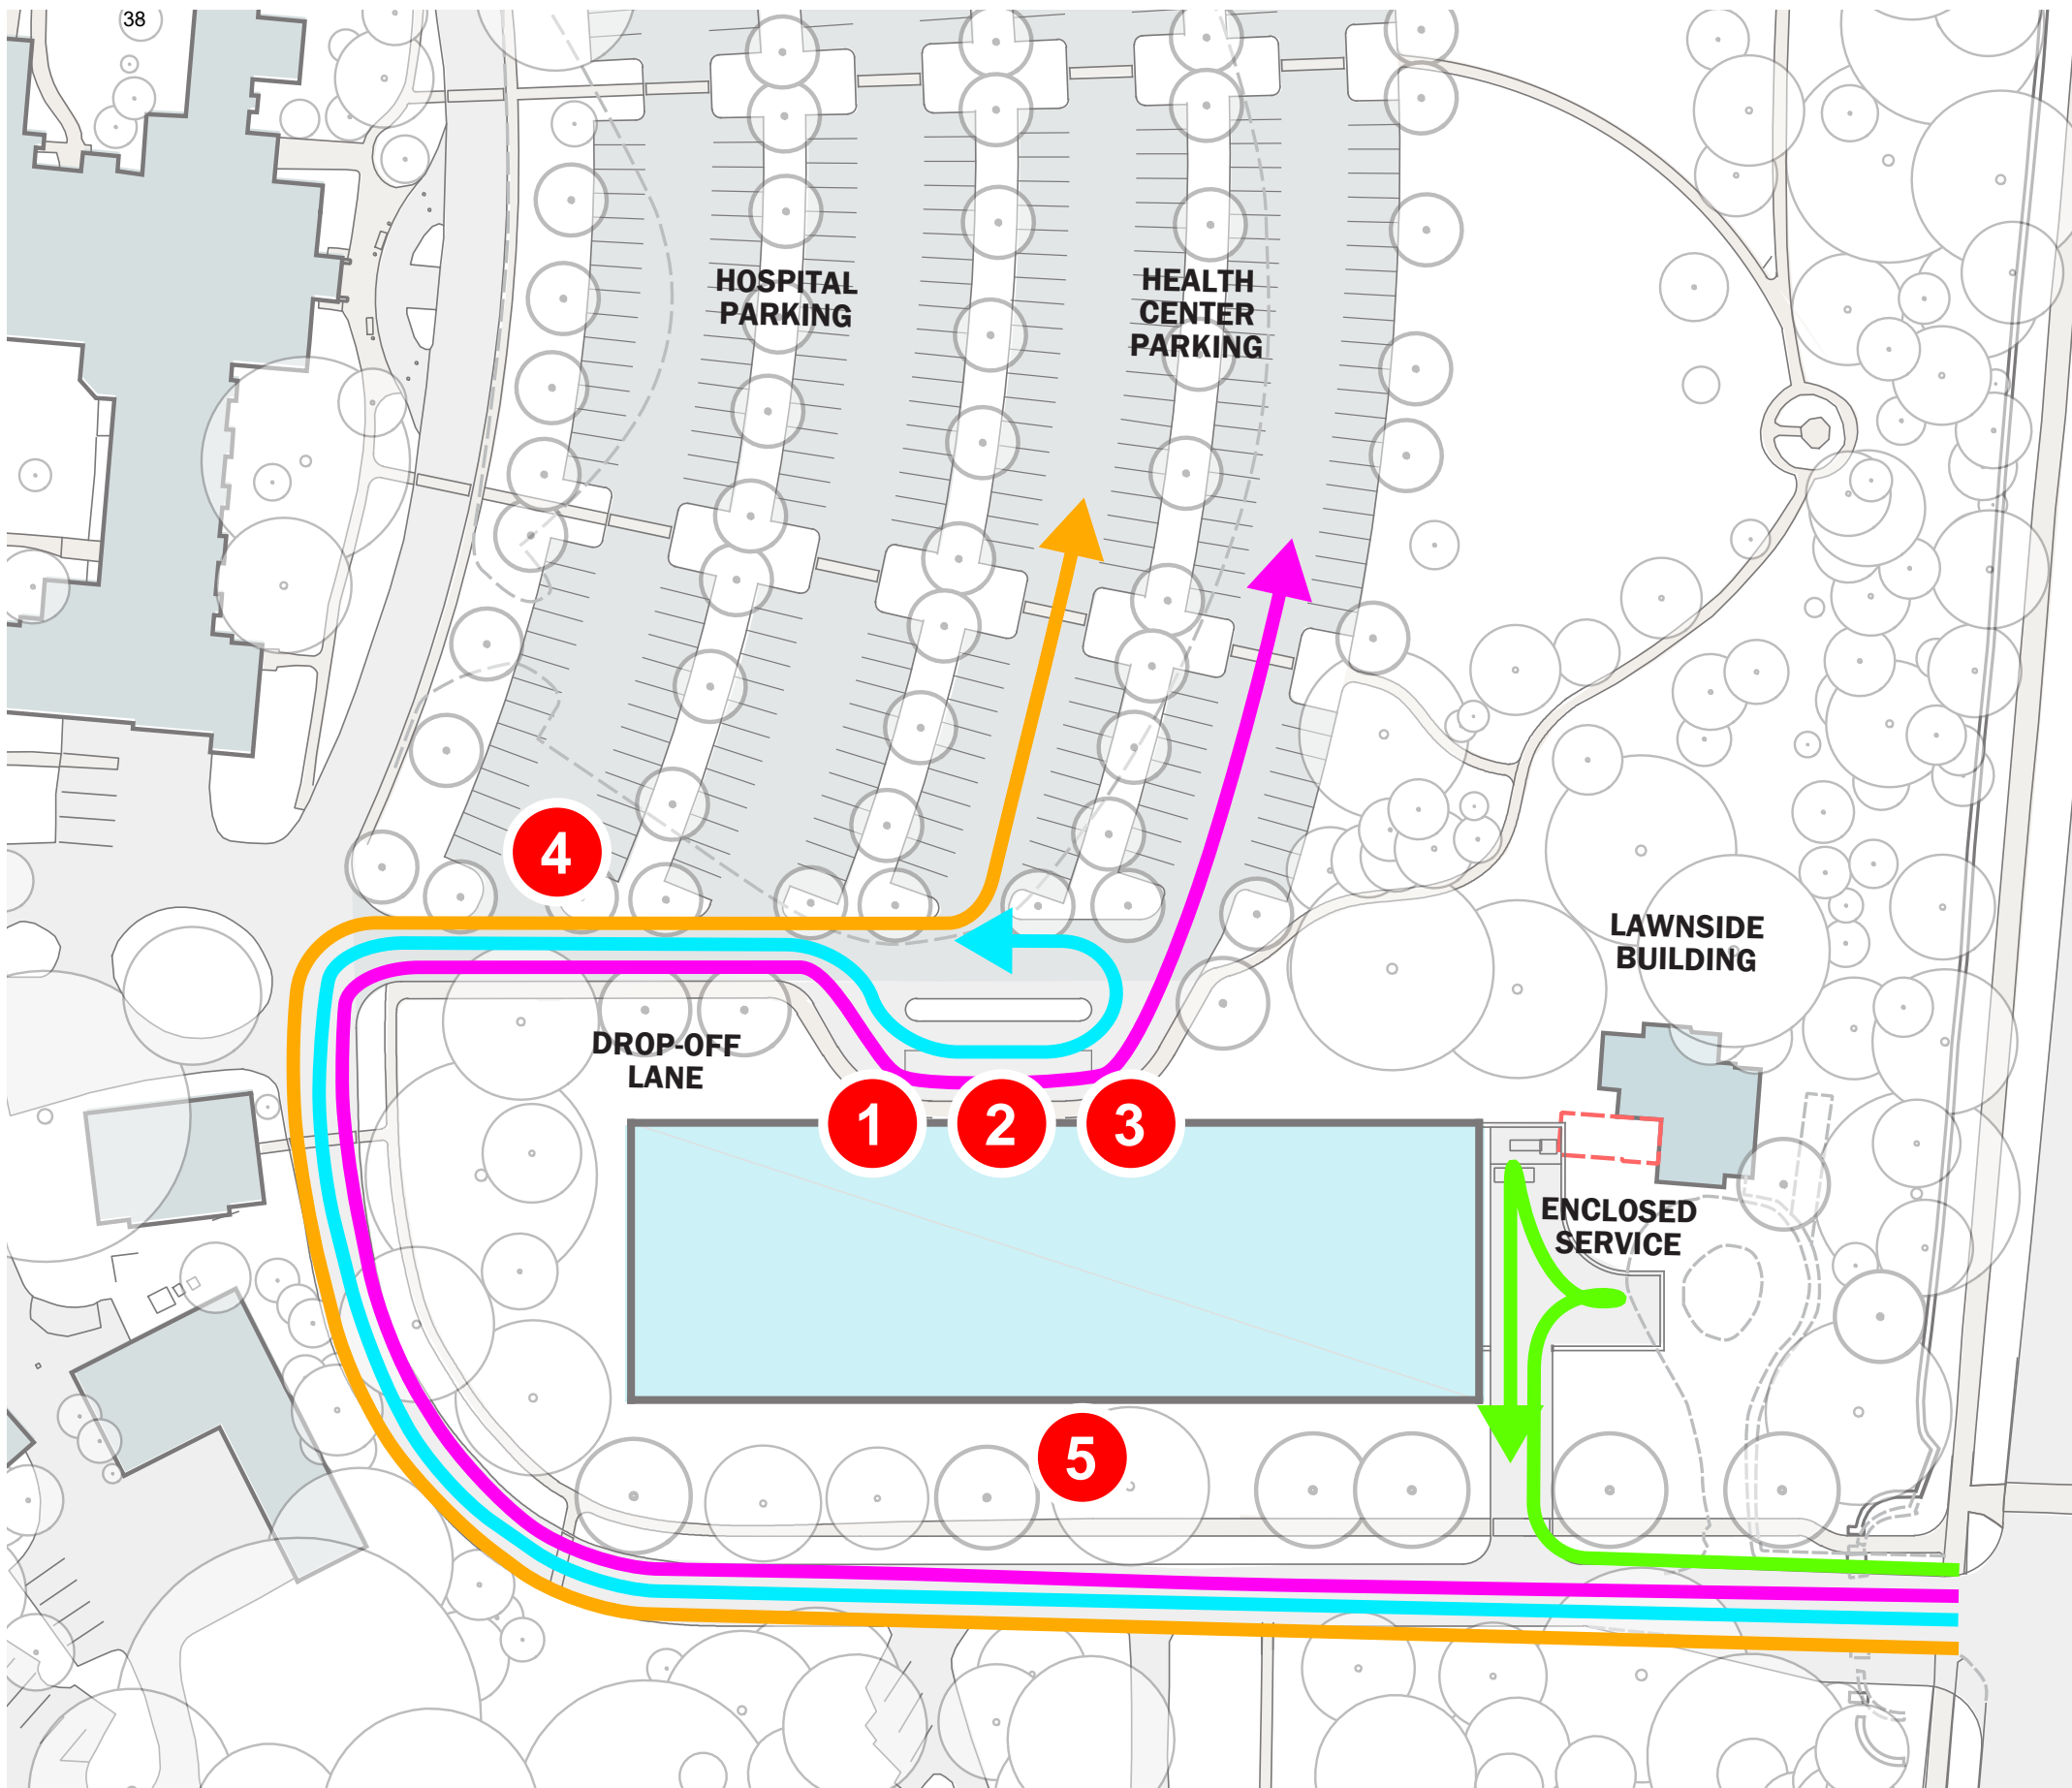 38
HOSPITAL
PARKING
HEALTH
CENTER
PARKING
4
LAWNSIDE
BUILDING
DROP-OFF
LANE
1
2
3
ENCLOSED
SERVICE
5